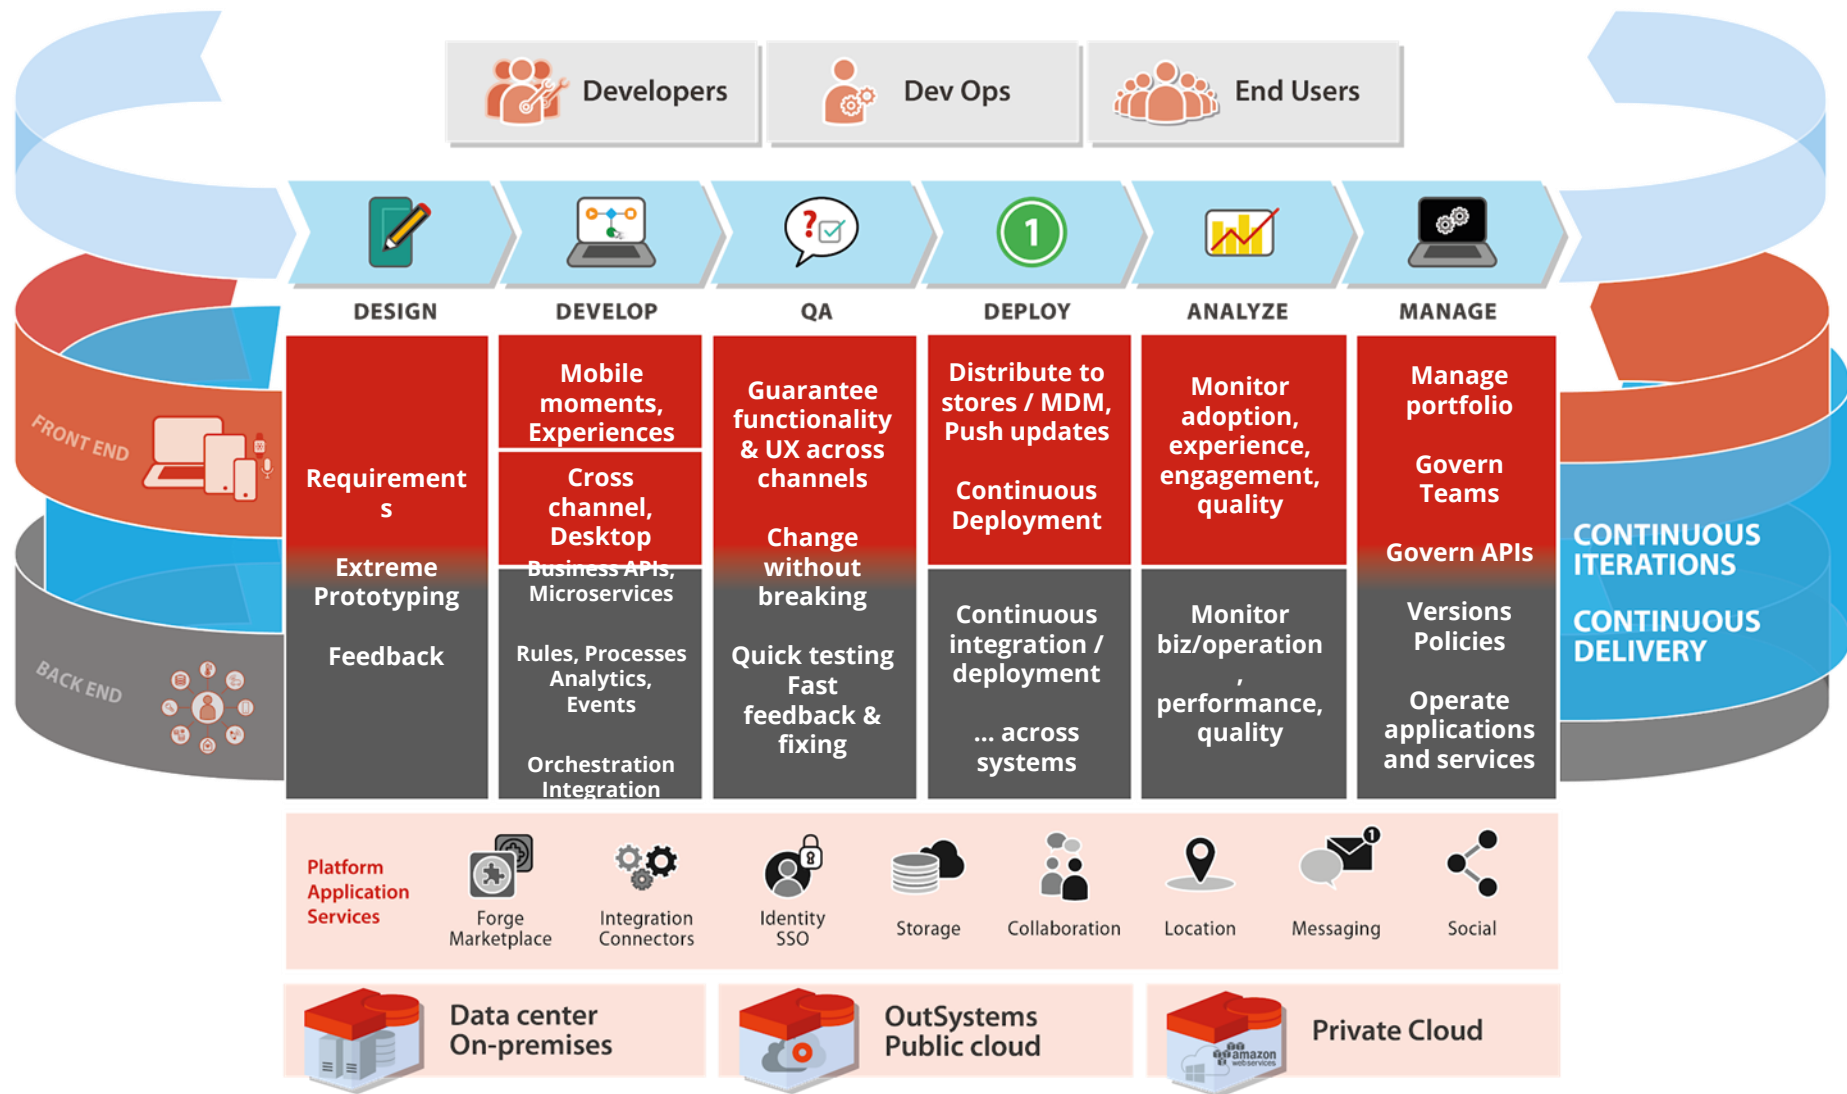 Developers
Dev Ops
End Users
1
DESIGN
DEVELOP
QA
DEPLOY
ANALYZE
MANAGE
FRONT END
BACK END
Requirement
s
Extreme
Prototyping
Feedback
Mobile
moments,
Experiences
Cross
channel,
Desktop
Business APIs,
Microservices
Rules, Processes
Analytics,
Events
Orchestration
Integration
Guarantee
functionality
& UX across
channels
Change
without
breaking
Quick testing
Fast
feedback &
fixing
Distribute to
stores / MDM,
Push updates
Continuous
Deployment
Continuous
integration /
deployment
... across
systems
Monitor
adoption,
experience,
engagement,
quality
Monitor
biz/operation
,
performance,
quality
Manage
portfolio
Govern
Teams
Govern APIs
Versions
Policies
Operate
applications
and services
CONTINUOUS
ITERATIONS
CONTINUOUS
DELIVERY
Platform
Application
Services
Forge
Marketplace
Integration
Connectors
Identity
SSO
Storage
Collaboration
Location
1
Messaging
Social
Data center
On-premises
OutSystems
Public cloud
amazon
webservices
Private Cloud